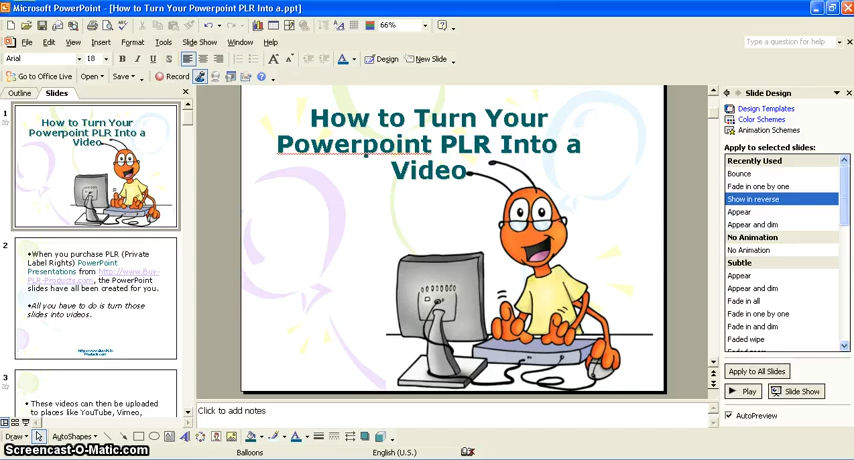 Microsoft PowerPoint - [How to Turn Your Powerpoint PLR Into a.ppt]
66%
File Edit View Insert Format Tools Slide Show Window Help
Type a question for help
Arial 18 B I U S A A Design New Slide
Go to Office Live Open Save Record
Outline Slides
1
How to Turn Your
Powerpoint PLR Into a
Video
2
•When you purchase PLR (Private
Label Rights) PowerPoint
Presentations from http://www.Buy-
PLR-Products.com, the PowerPoint
slides have all been created for you.
•All you have to do is turn those
slides into videos.
http://www.Buy-PLR-
Products.com
3
• These videos can then be uploaded
to places like YouTube, Vimeo,
How to Turn Your
Powerpoint PLR Into a
Video
Click to add notes
Slide Design
Design Templates
Color Schemes
Animation Schemes
Apply to selected slides:
Recently Used
Bounce
Fade in one by one
Show in reverse
Appear
Appear and dim
No Animation
No Animation
Subtle
Appear
Appear and dim
Fade in all
Fade in one by one
Fade in and dim
Faded wipe
Apply to All Slides
Play Slide Show
AutoPreview
Draw AutoShapes
Screencast-O-Matic.com
Balloons English (U.S.)